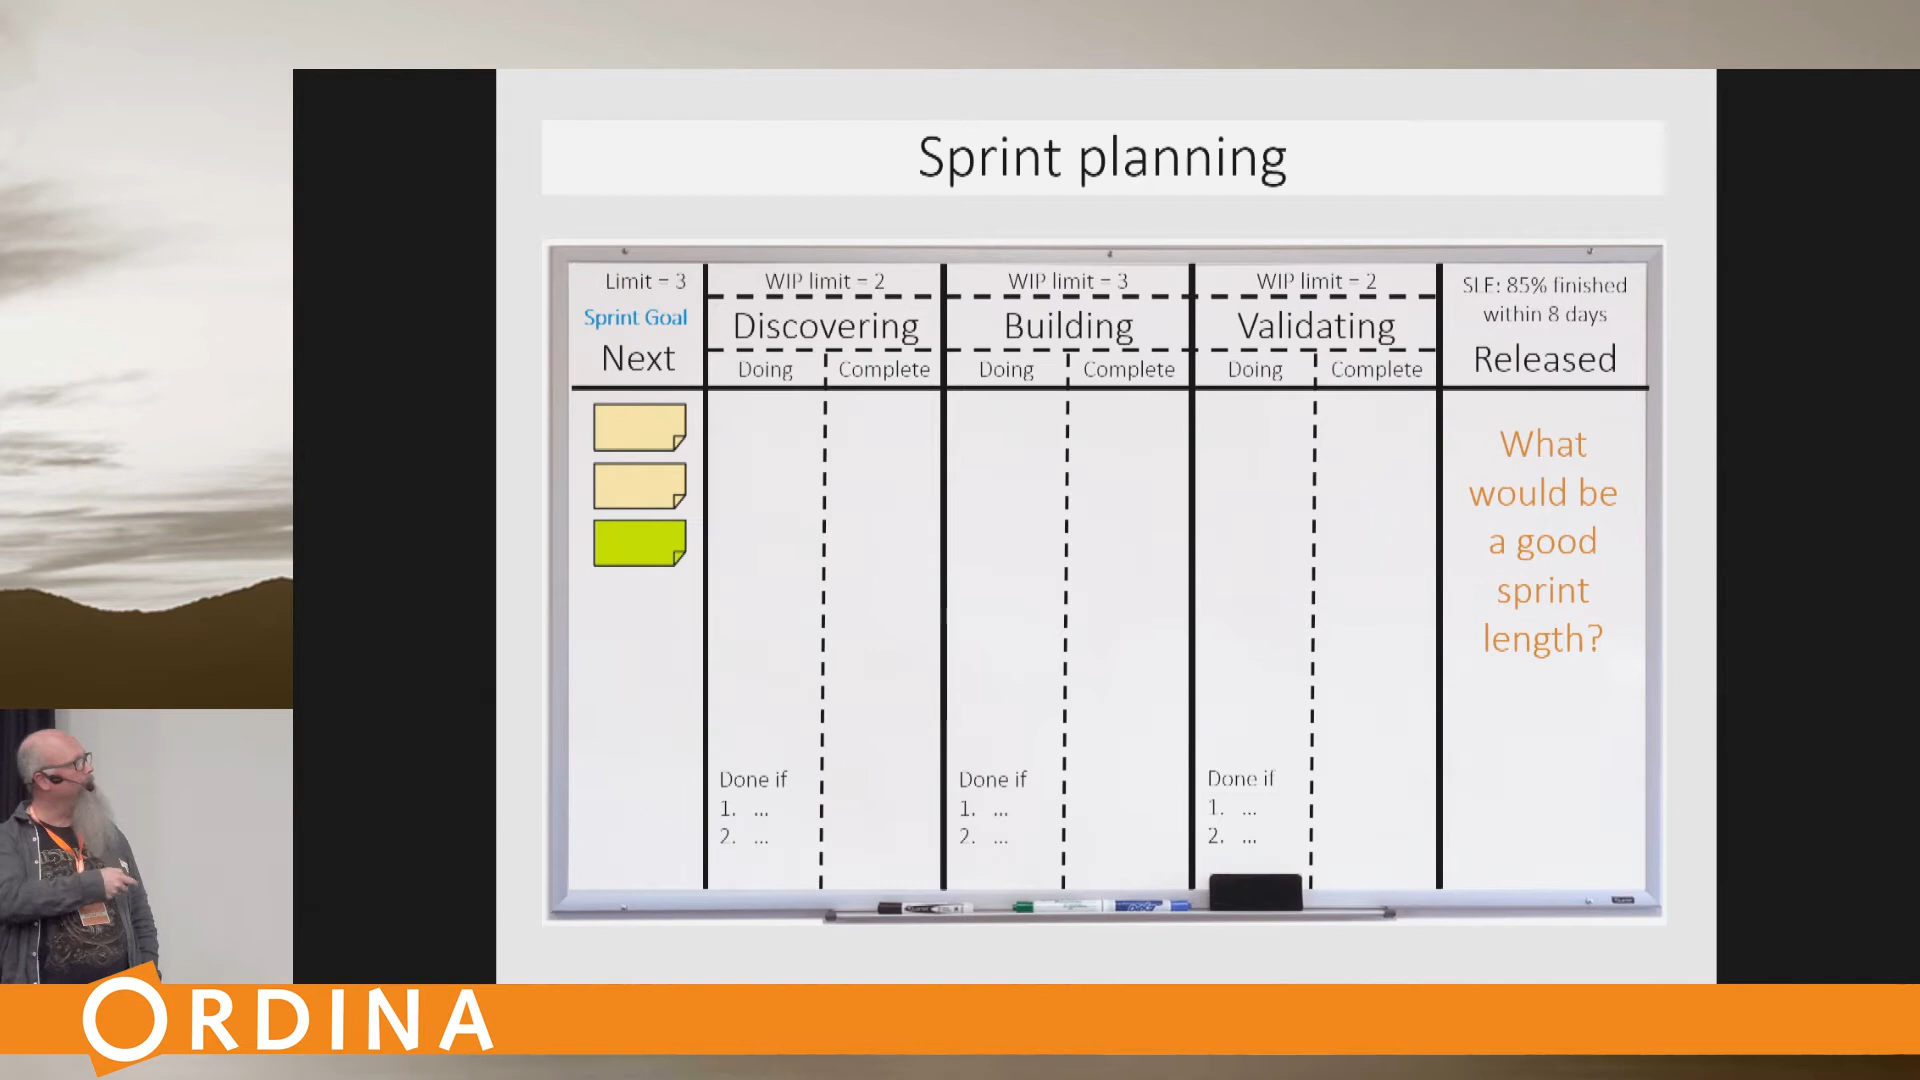 Sprint planning
Limit = 3
Sprint Goal
Next
WIP limit = 2
Discovering
Doing
Complete
Done if
1. ...
2. ...
WIP limit = 3
Building
Doing
Complete
Done if
1. ...
2. ...
WIP limit = 2
Validating
Doing
Complete
Done if
1. ...
2. ...
SLE: 85% finished
within 8 days
Released
What
would be
a good
sprint
length?
ORDINA